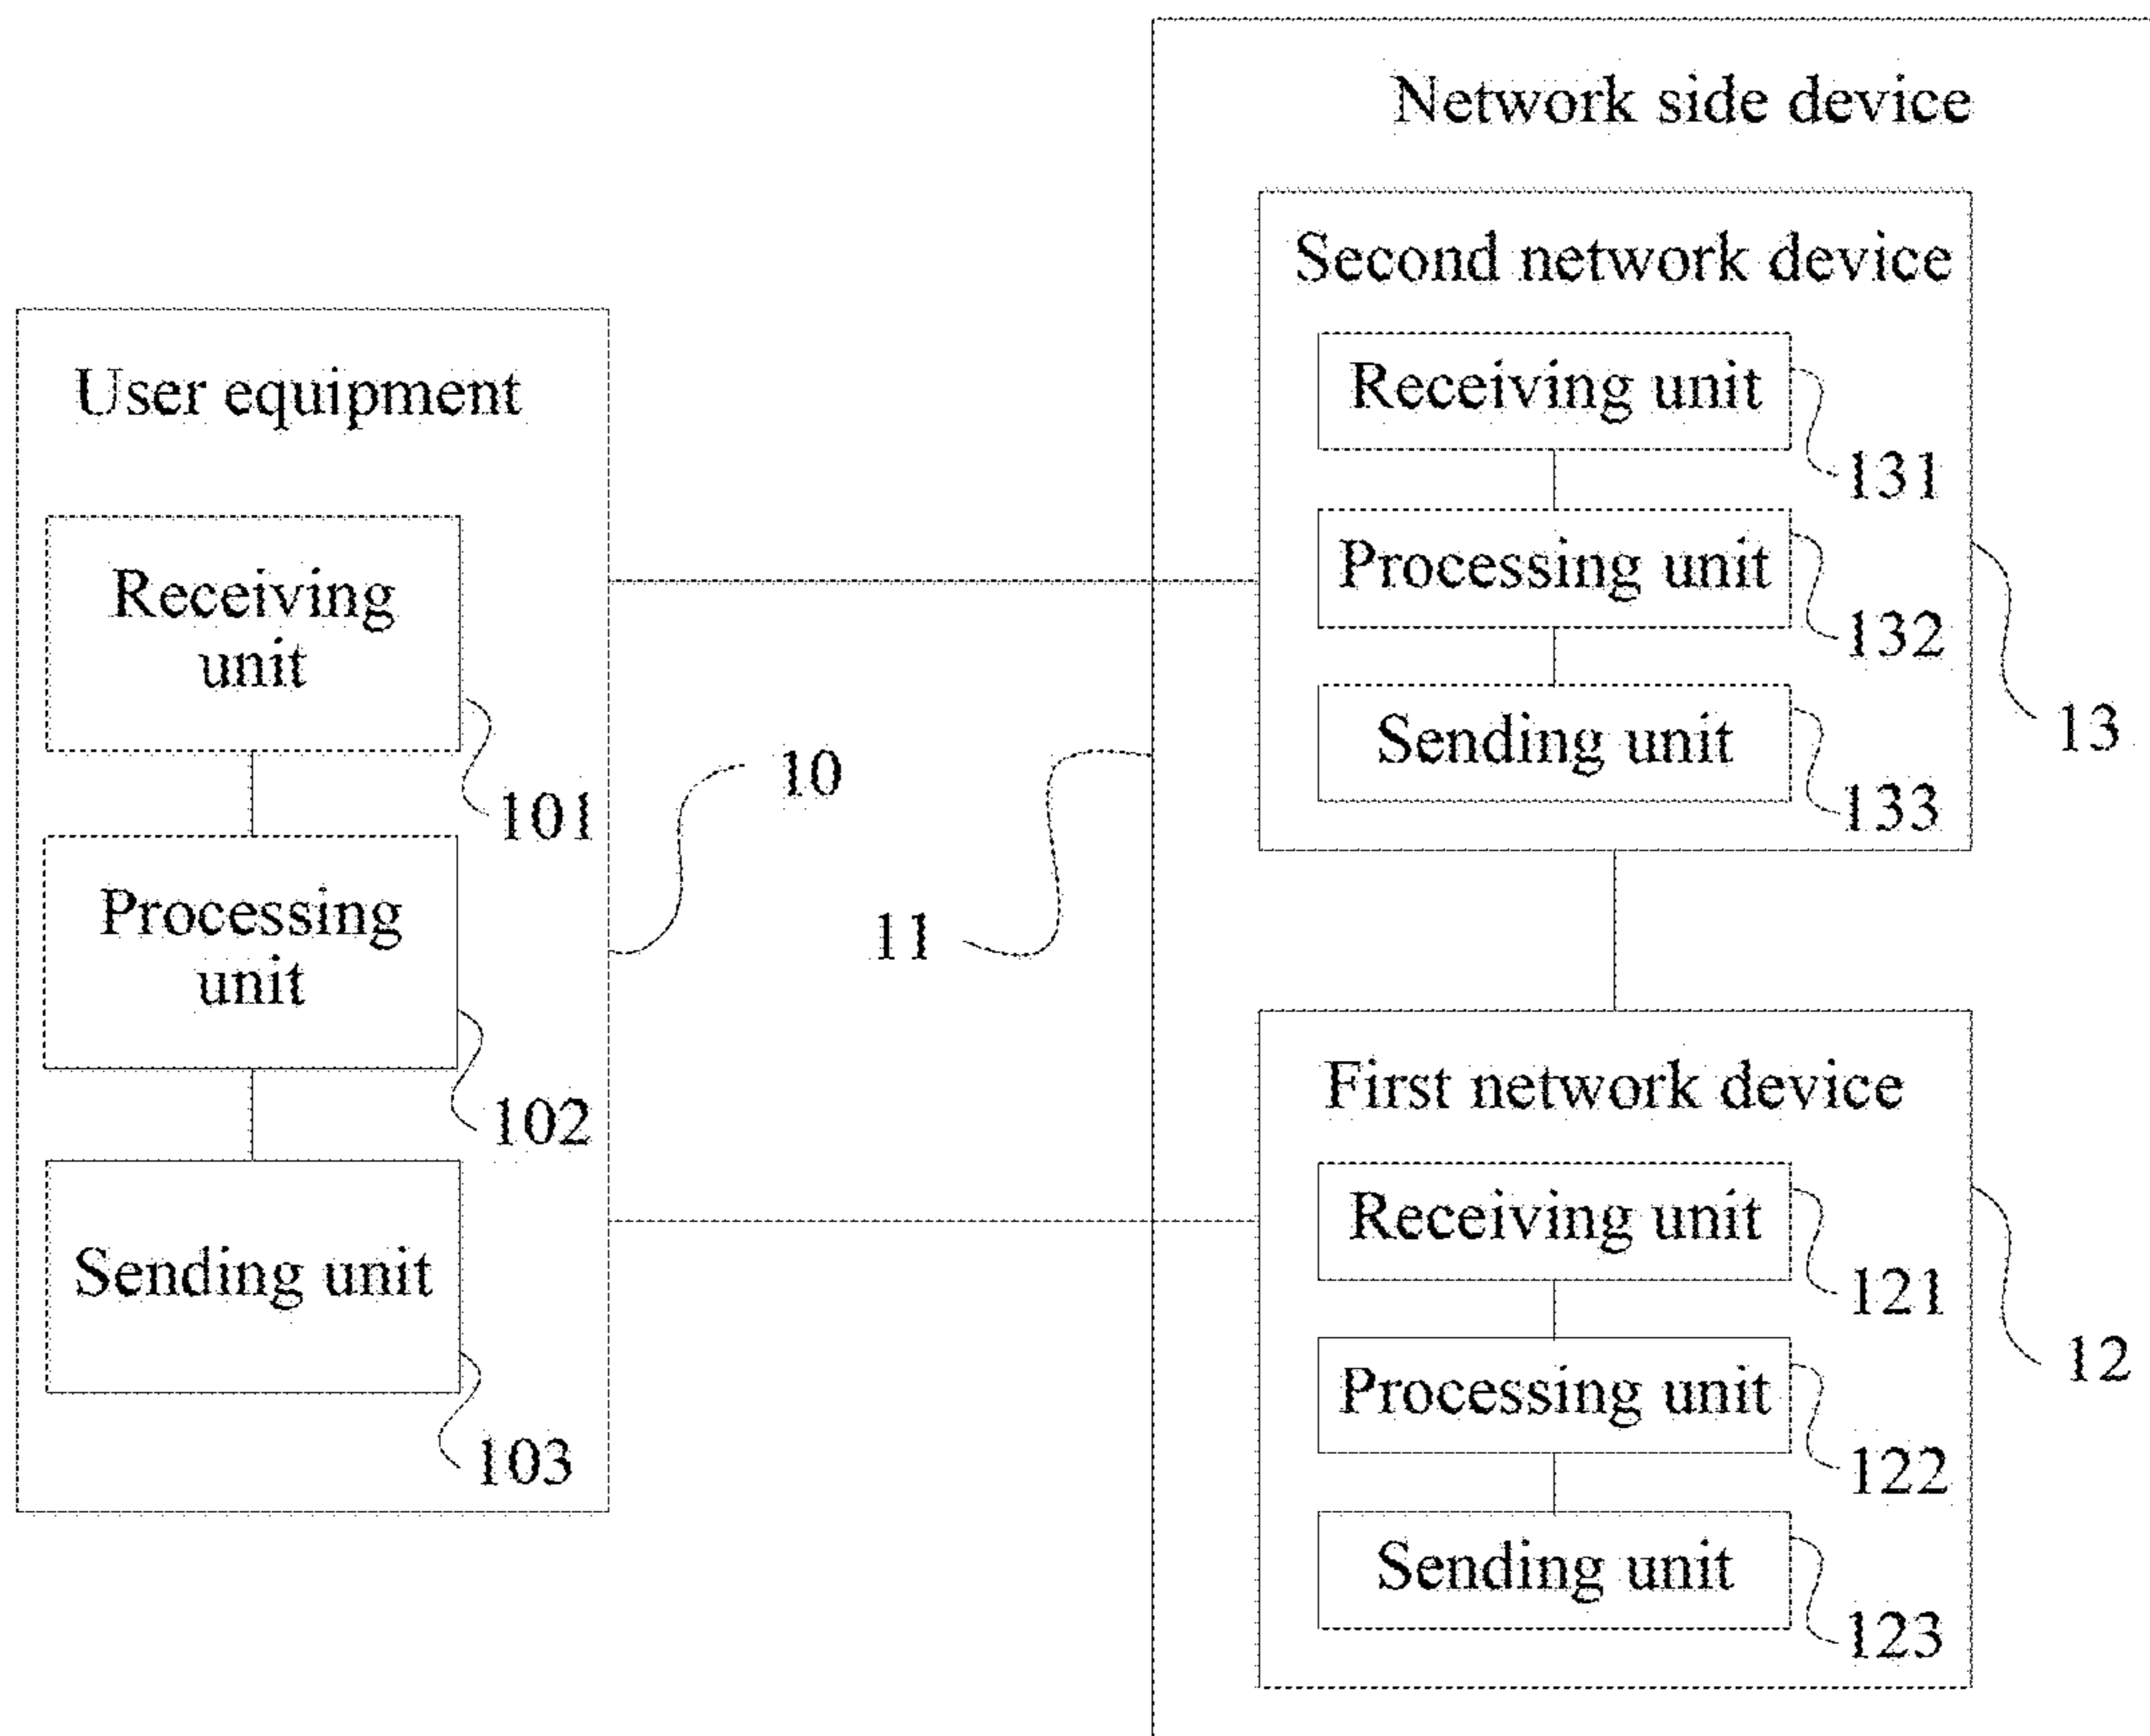 Network side device
Second network device
Receiving unit
131
Processing unit
132
Sending unit
133
13
User equipment
Receiving
unit
101
Processing
unit
102
Sending unit
103
10
11
First network device
Receiving unit
121
Processing unit
122
Sending unit
123
12